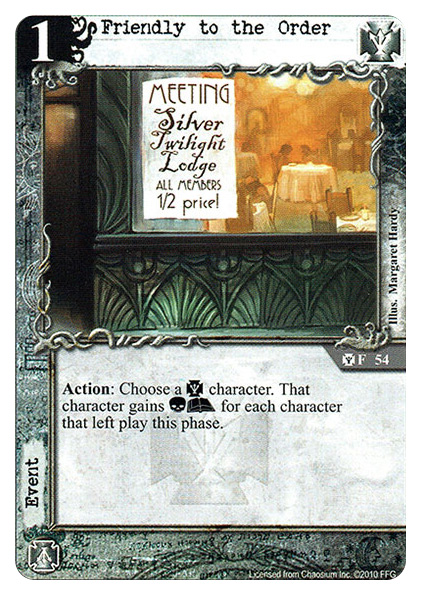 1
Friendly to the Order
MEETING
Silver
Twilight
Lodge
ALL MEMBERS
1/2 price!
Illus. Margaret Hardy
F 54
Action: Choose a character. That
character gains for each character
that left play this phase.
Event
Licensed from Chaosium Inc. ©2010 FFG